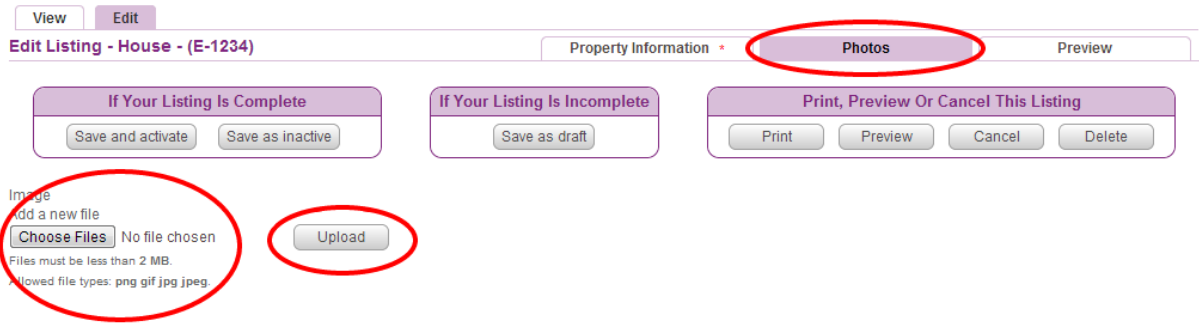 View Edit
Edit Listing - House - (E-1234) Property Information * Photos Preview
If Your Listing Is Complete If Your Listing Is Incomplete Print, Preview Or Cancel This Listing
Save and activate Save as inactive Save as draft Print Preview Cancel Delete
Image
Add a new file
Choose Files No file chosen Upload
Files must be less than 2 MB.
Allowed file types: png gif jpg jpeg.